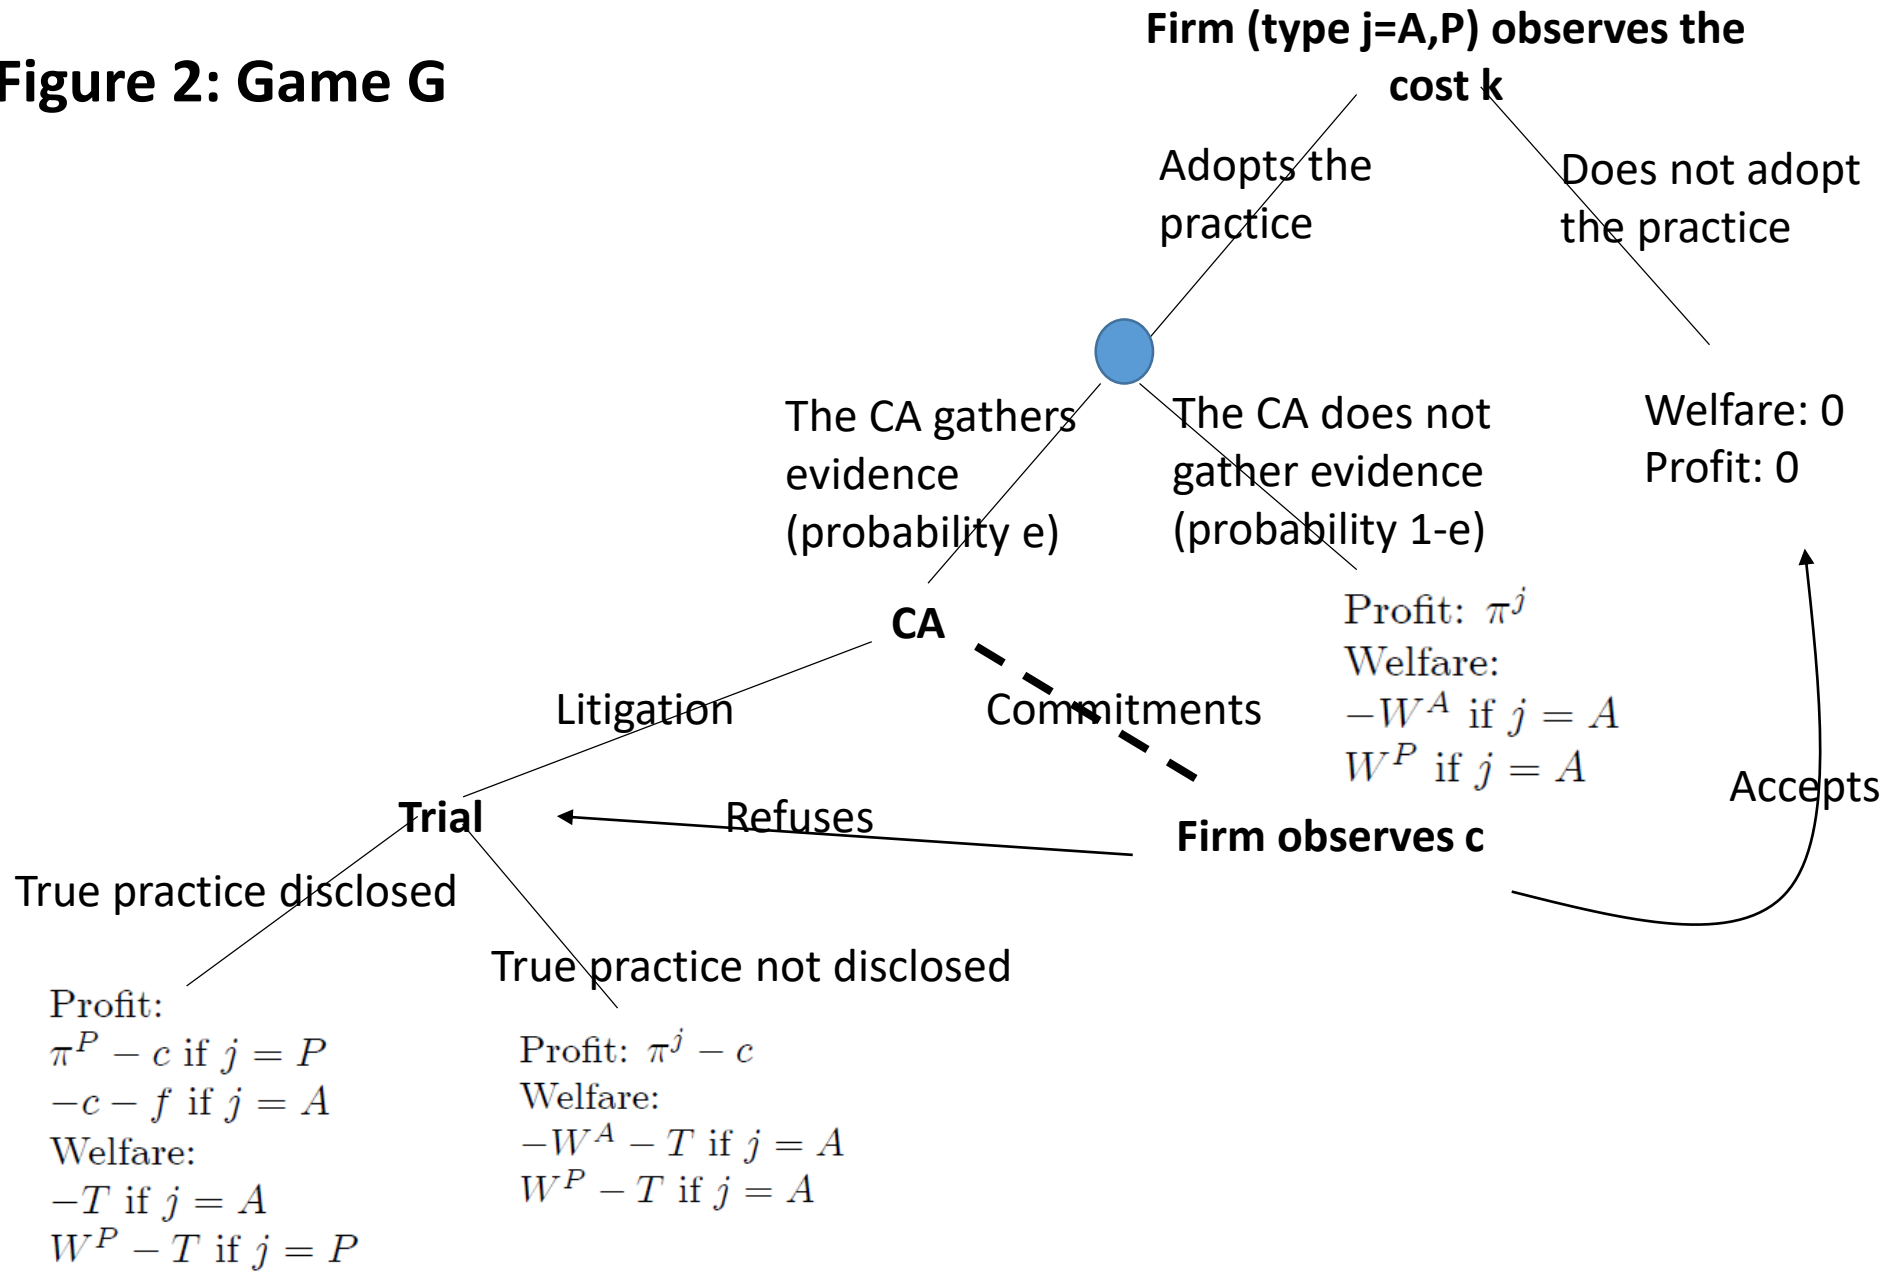 Figure 2: Game G
Firm (type j=A,P) observes the
cost k
Adopts the
practice
Does not adopt
the practice
The CA gathers
evidence
(probability e)
The CA does not
gather evidence
(probability 1-e)
Welfare: 0
Profit: 0
CA
Profit: π^j
Welfare:
−W^A if j = A
W^P if j = A
Litigation
Commitments
Accepts
Trial
Refuses
Firm observes c
True practice disclosed
True practice not disclosed
Profit:
π^P − c if j = P
−c − f if j = A
Welfare:
−T if j = A
W^P − T if j = P
Profit: π^j − c
Welfare:
−W^A − T if j = A
W^P − T if j = A